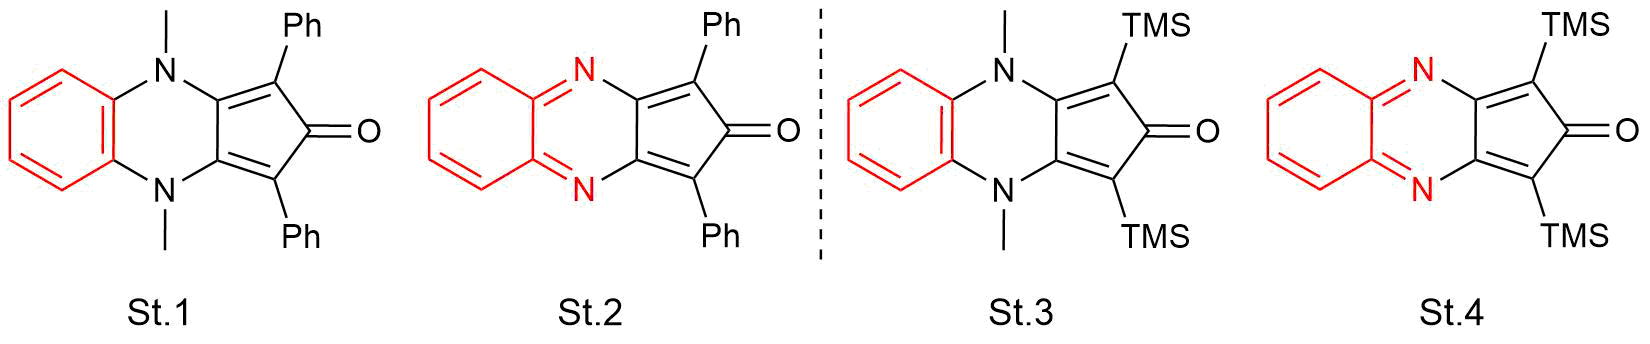 Ph Ph TMS TMS
N N N N
O O O O
N N N N
Ph Ph TMS TMS
St.1 St.2 St.3 St.4